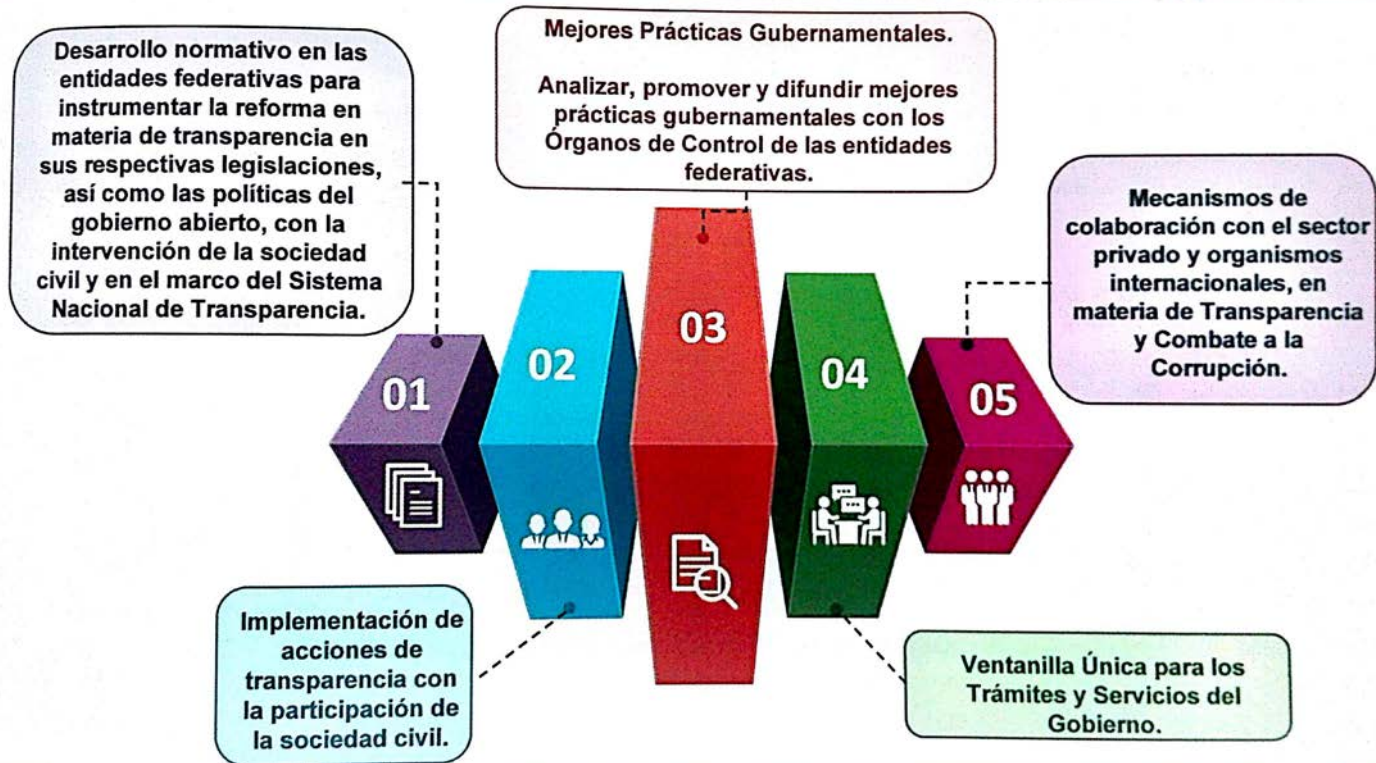 Desarrollo normativo en las
entidades federativas para
instrumentar la reforma en
materia de transparencia en
sus respectivas legislaciones,
así como las políticas del
gobierno abierto, con la
intervención de la sociedad
civil y en el marco del Sistema
Nacional de Transparencia.
Mejores Prácticas Gubernamentales.
Analizar, promover y difundir mejores
prácticas gubernamentales con los
Órganos de Control de las entidades
federativas.
Mecanismos de
colaboración con el sector
privado y organismos
internacionales, en
materia de Transparencia
y Combate a la
Corrupción.
01
02
03
04
05
Implementación de
acciones de
transparencia con
la participación de
la sociedad civil.
Ventanilla Única para los
Trámites y Servicios del
Gobierno.